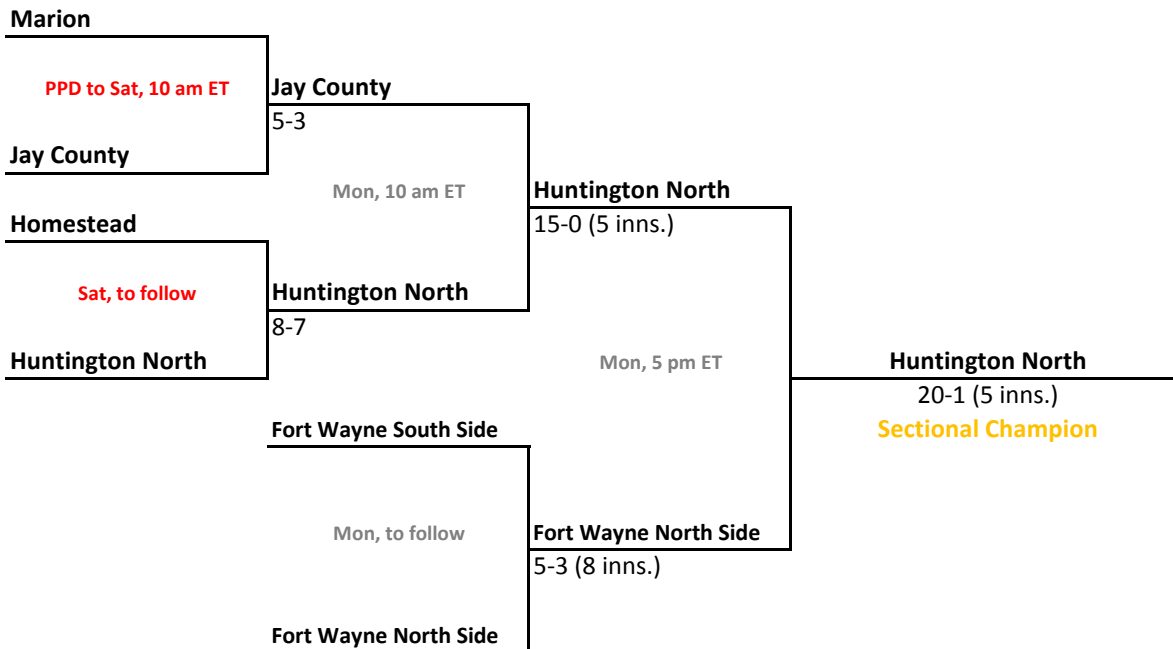 Marion
PPD to Sat, 10 am ET
Jay County
5-3
Jay County
Mon, 10 am ET
Huntington North
15-0 (5 inns.)
Homestead
Sat, to follow
Huntington North
8-7
Huntington North
Mon, 5 pm ET
Huntington North
20-1 (5 inns.)
Sectional Champion
Fort Wayne South Side
Mon, to follow
Fort Wayne North Side
5-3 (8 inns.)
Fort Wayne North Side